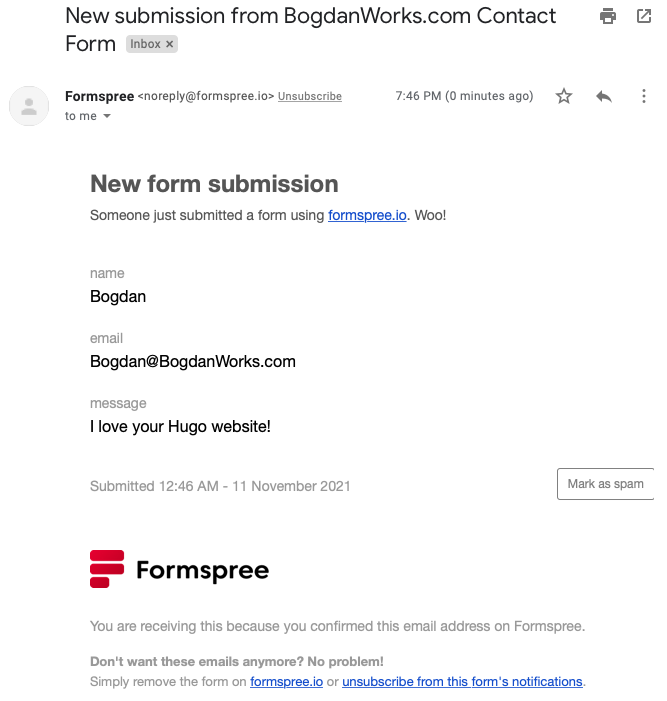 New submission from BogdanWorks.com Contact
Form Inbox ×
Formspree <noreply@formspree.io> Unsubscribe 7:46 PM (0 minutes ago)
to me
New form submission
Someone just submitted a form using formspree.io. Woo!
name
Bogdan
email
Bogdan@BogdanWorks.com
message
I love your Hugo website!
Submitted 12:46 AM - 11 November 2021 Mark as spam
Formspree
You are receiving this because you confirmed this email address on Formspree.
Don't want these emails anymore? No problem!
Simply remove the form on formspree.io or unsubscribe from this form's notifications.